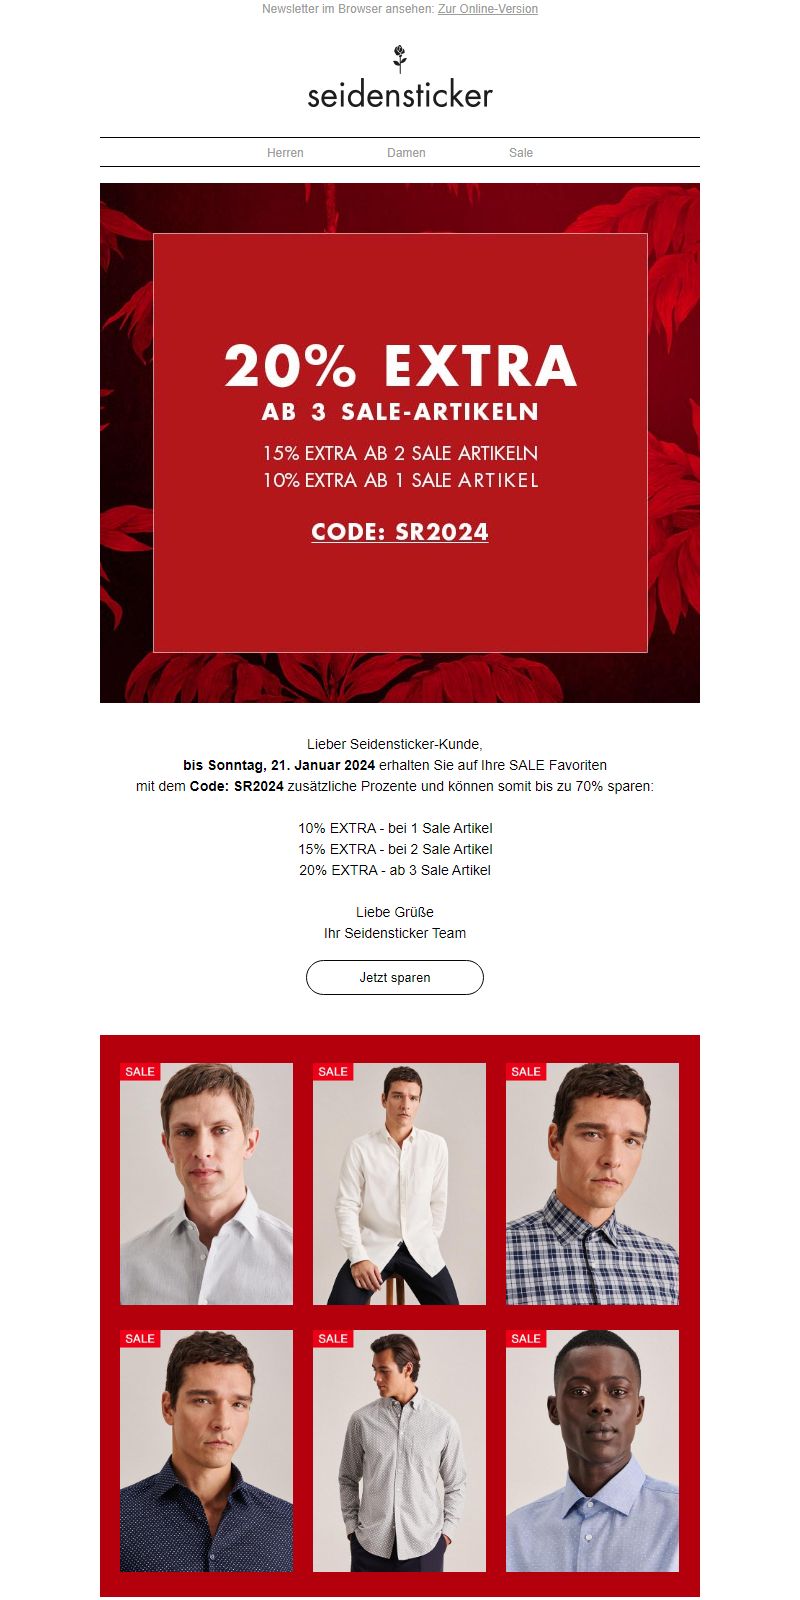 Newsletter im Browser ansehen: Zur Online-Version
seidensticker
Herren Damen Sale
20% EXTRA
AB 3 SALE-ARTIKELN
15% EXTRA AB 2 SALE ARTIKELN
10% EXTRA AB 1 SALE ARTIKEL
CODE: SR2024
Lieber Seidensticker-Kunde,
bis Sonntag, 21. Januar 2024 erhalten Sie auf Ihre SALE Favoriten
mit dem Code: SR2024 zusätzliche Prozente und können somit bis zu 70% sparen:
10% EXTRA - bei 1 Sale Artikel
15% EXTRA - bei 2 Sale Artikel
20% EXTRA - ab 3 Sale Artikel
Liebe Grüße
Ihr Seidensticker Team
Jetzt sparen
SALE SALE SALE
SALE SALE SALE